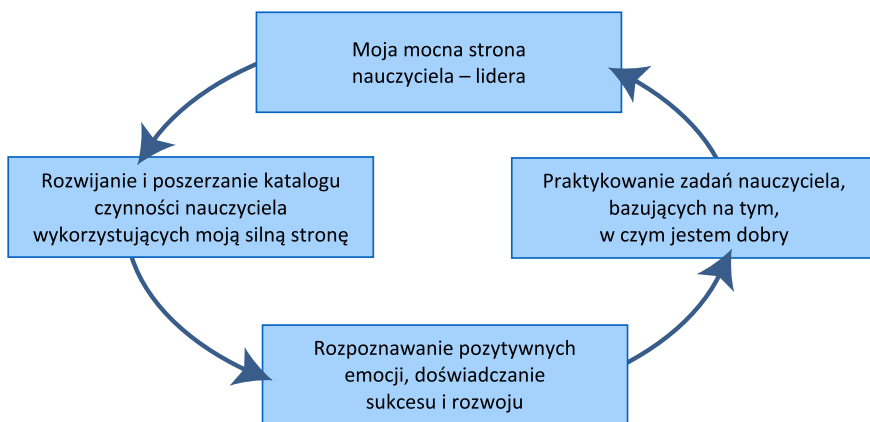 Moja mocna strona
nauczyciela – lidera
Rozwijanie i poszerzanie katalogu
czynności nauczyciela
wykorzystujących moją silną stronę
Praktykowanie zadań nauczyciela,
bazujących na tym,
w czym jestem dobry
Rozpoznawanie pozytywnych
emocji, doświadczanie
sukcesu i rozwoju